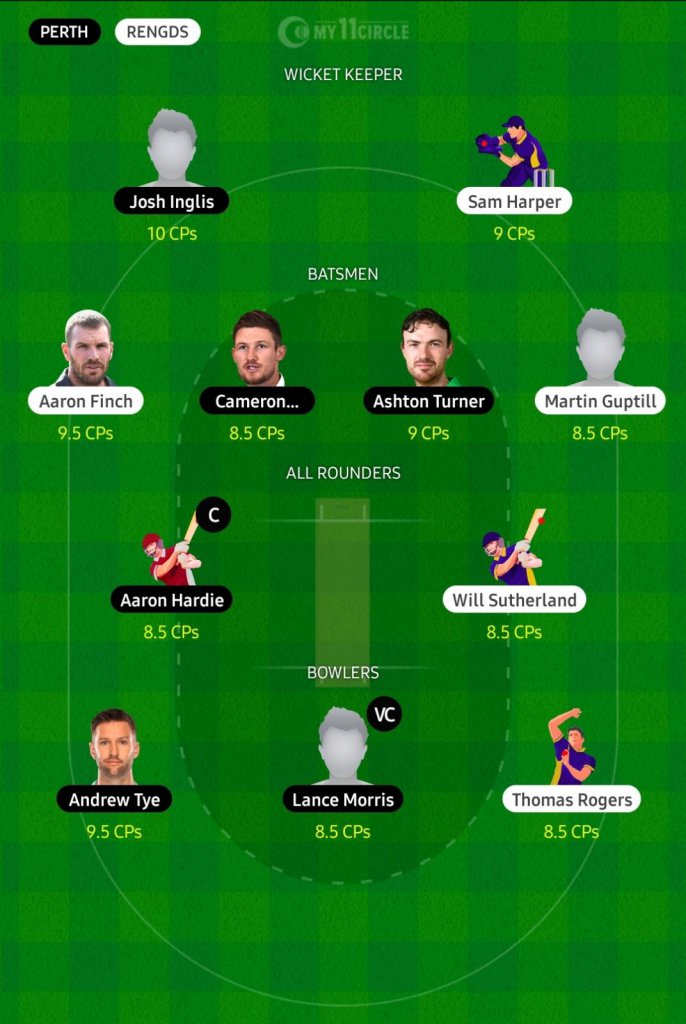 PERTH RENGDS MY11CIRCLE
WICKET KEEPER
Josh Inglis Sam Harper
10 CPs 9 CPs
BATSMEN
Aaron Finch Cameron... Ashton Turner Martin Guptill
9.5 CPs 8.5 CPs 9 CPs 8.5 CPs
ALL ROUNDERS
C
Aaron Hardie Will Sutherland
8.5 CPs 8.5 CPs
BOWLERS
VC
Andrew Tye Lance Morris Thomas Rogers
9.5 CPs 8.5 CPs 8.5 CPs